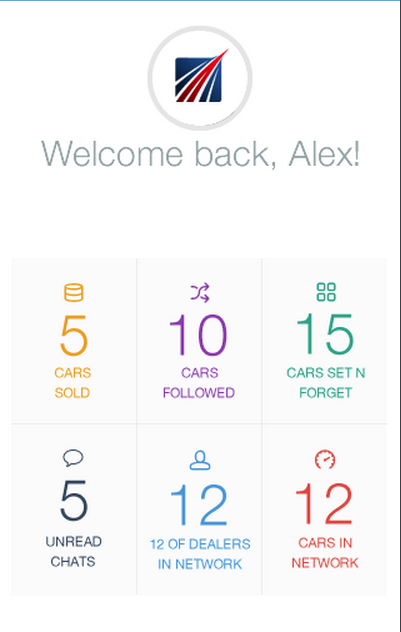 Welcome back, Alex!
5
CARS
SOLD
10
CARS
FOLLOWED
15
CARS SET N
FORGET
5
UNREAD
CHATS
12
12 OF DEALERS
IN NETWORK
12
CARS IN
NETWORK